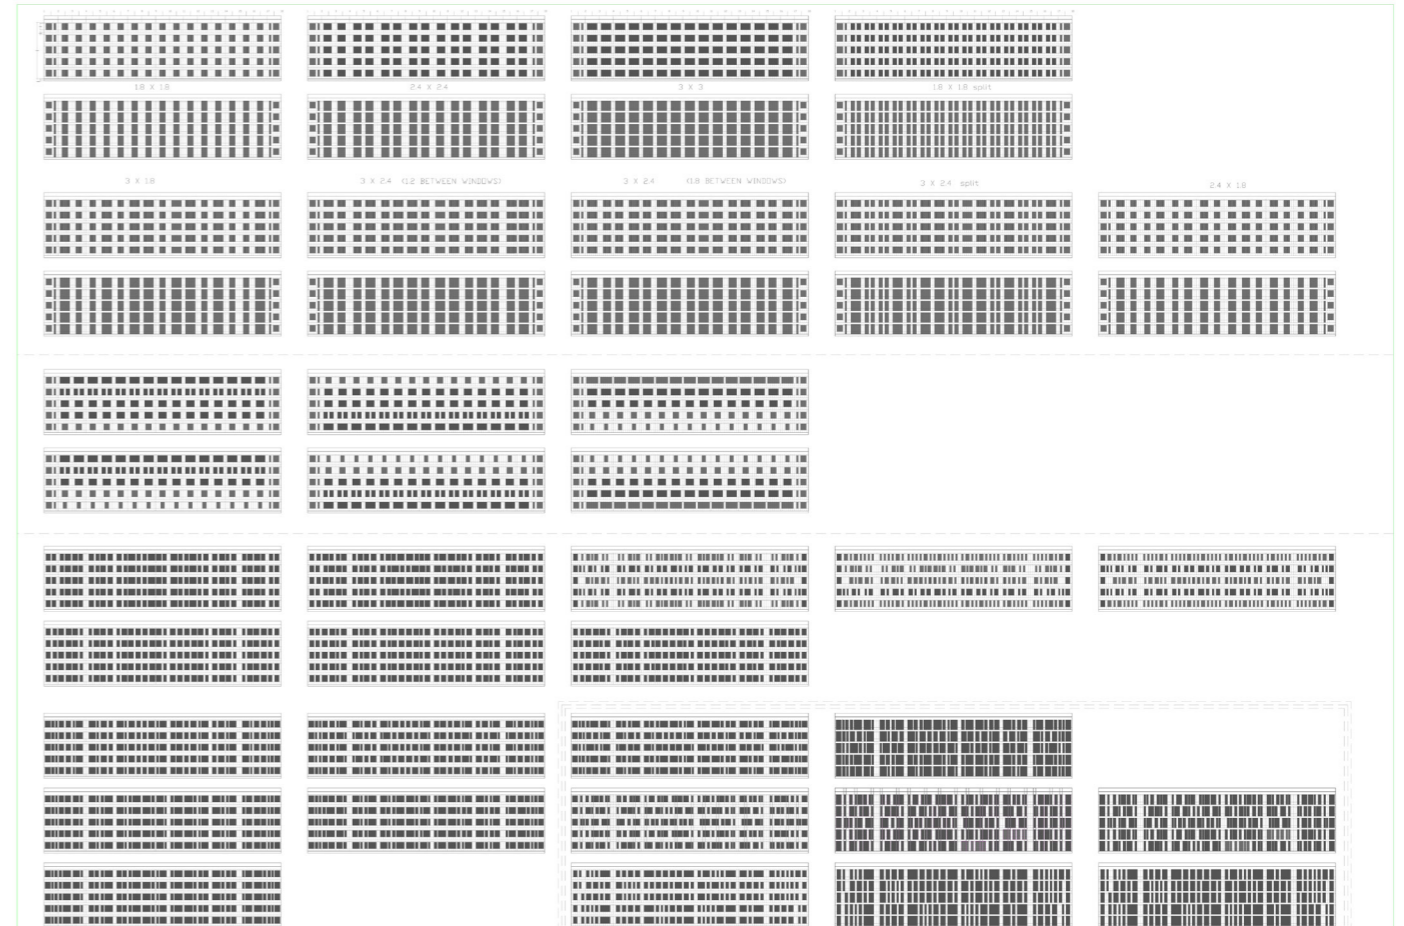 1.8 X 1.8
2.4 X 2.4
3 X 3
1.8 X 1.8 split
3 X 1.8
3 X 2.4 (1.2 BETWEEN WINDOWS)
3 X 2.4 (1.8 BETWEEN WINDOWS)
3 X 2.4 split
2.4 X 1.8